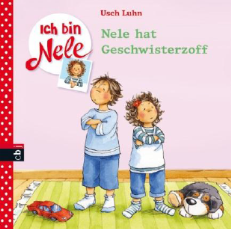 Usch Luhn
Ich bin
Nele
Nele hat
Geschwisterzoff
cbj